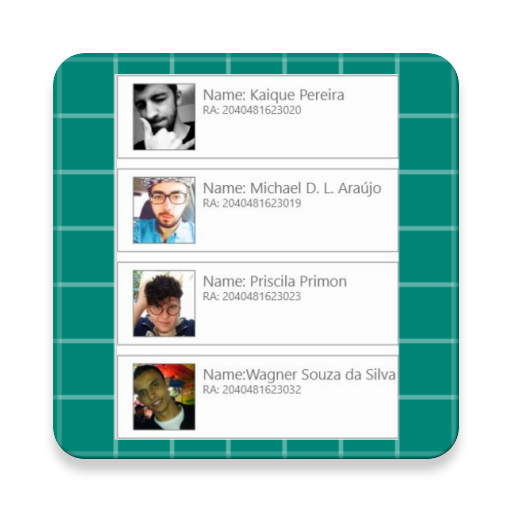 Name: Kaique Pereira
RA: 2040481623020
Name: Michael D. L. Araújo
RA: 2040481623019
Name: Priscila Primon
RA: 2040481623023
Name:Wagner Souza da Silva
RA: 2040481623032